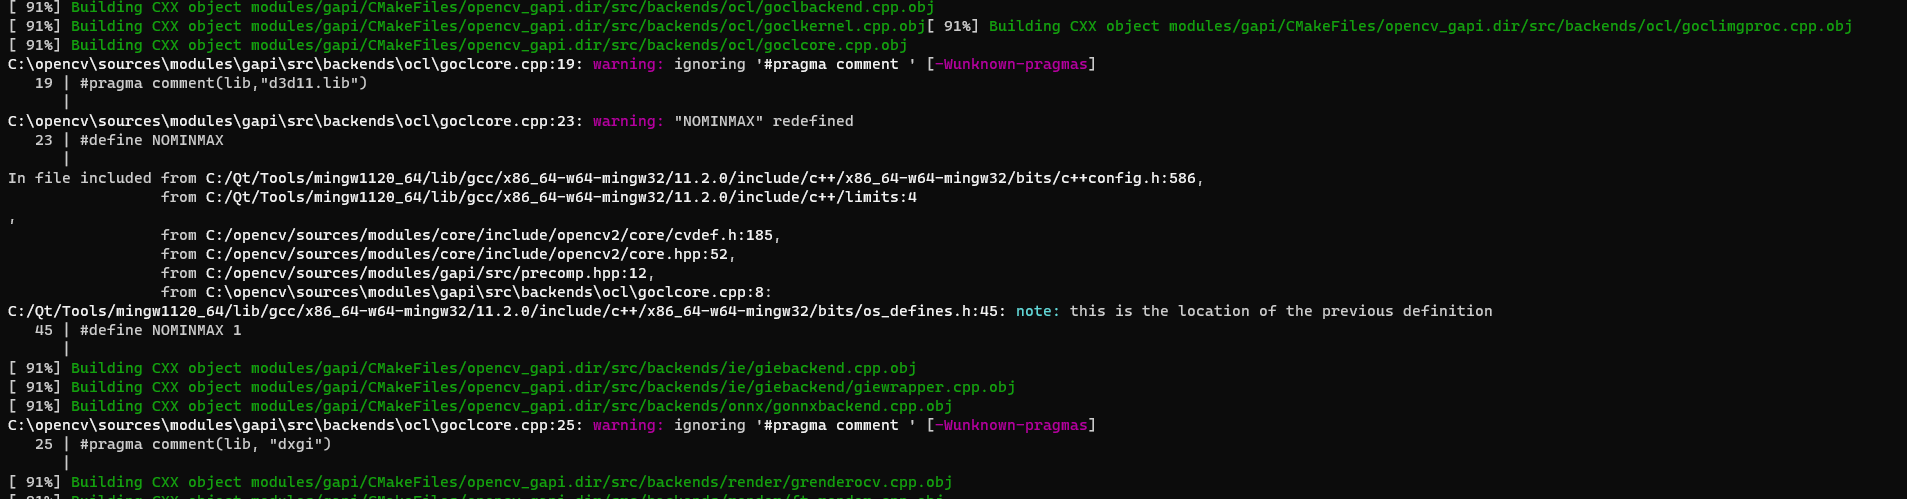 [ 91%] Building CXX object modules/gapi/CMakeFiles/opencv_gapi.dir/src/backends/ocl/goclbackend.cpp.obj
[ 91%] Building CXX object modules/gapi/CMakeFiles/opencv_gapi.dir/src/backends/ocl/goclkernel.cpp.obj[ 91%] Building CXX object modules/gapi/CMakeFiles/opencv_gapi.dir/src/backends/ocl/goclimgproc.cpp.obj
[ 91%] Building CXX object modules/gapi/CMakeFiles/opencv_gapi.dir/src/backends/ocl/goclcore.cpp.obj
C:\opencv\sources\modules\gapi\src\backends\ocl\goclcore.cpp:19: warning: ignoring '#pragma comment ' [-Wunknown-pragmas]
   19 | #pragma comment(lib,"d3d11.lib")
      |
C:\opencv\sources\modules\gapi\src\backends\ocl\goclcore.cpp:23: warning: "NOMINMAX" redefined
   23 | #define NOMINMAX
      |
In file included from C:/Qt/Tools/mingw1120_64/lib/gcc/x86_64-w64-mingw32/11.2.0/include/c++/x86_64-w64-mingw32/bits/c++config.h:586,
                 from C:/Qt/Tools/mingw1120_64/lib/gcc/x86_64-w64-mingw32/11.2.0/include/c++/limits:4
,
                 from C:/opencv/sources/modules/core/include/opencv2/core/cvdef.h:185,
                 from C:/opencv/sources/modules/core/include/opencv2/core.hpp:52,
                 from C:/opencv/sources/modules/gapi/src/precomp.hpp:12,
                 from C:\opencv\sources\modules\gapi\src\backends\ocl\goclcore.cpp:8:
C:/Qt/Tools/mingw1120_64/lib/gcc/x86_64-w64-mingw32/11.2.0/include/c++/x86_64-w64-mingw32/bits/os_defines.h:45: note: this is the location of the previous definition
   45 | #define NOMINMAX 1
      |
[ 91%] Building CXX object modules/gapi/CMakeFiles/opencv_gapi.dir/src/backends/ie/giebackend.cpp.obj
[ 91%] Building CXX object modules/gapi/CMakeFiles/opencv_gapi.dir/src/backends/ie/giebackend/giewrapper.cpp.obj
[ 91%] Building CXX object modules/gapi/CMakeFiles/opencv_gapi.dir/src/backends/onnx/gonnxbackend.cpp.obj
C:\opencv\sources\modules\gapi\src\backends\ocl\goclcore.cpp:25: warning: ignoring '#pragma comment ' [-Wunknown-pragmas]
   25 | #pragma comment(lib, "dxgi")
      |
[ 91%] Building CXX object modules/gapi/CMakeFiles/opencv_gapi.dir/src/backends/render/grenderocv.cpp.obj
[ 91%] Building CXX object modules/gapi/CMakeFiles/opencv_gapi.dir/src/backends/render/ft_render.cpp.obj